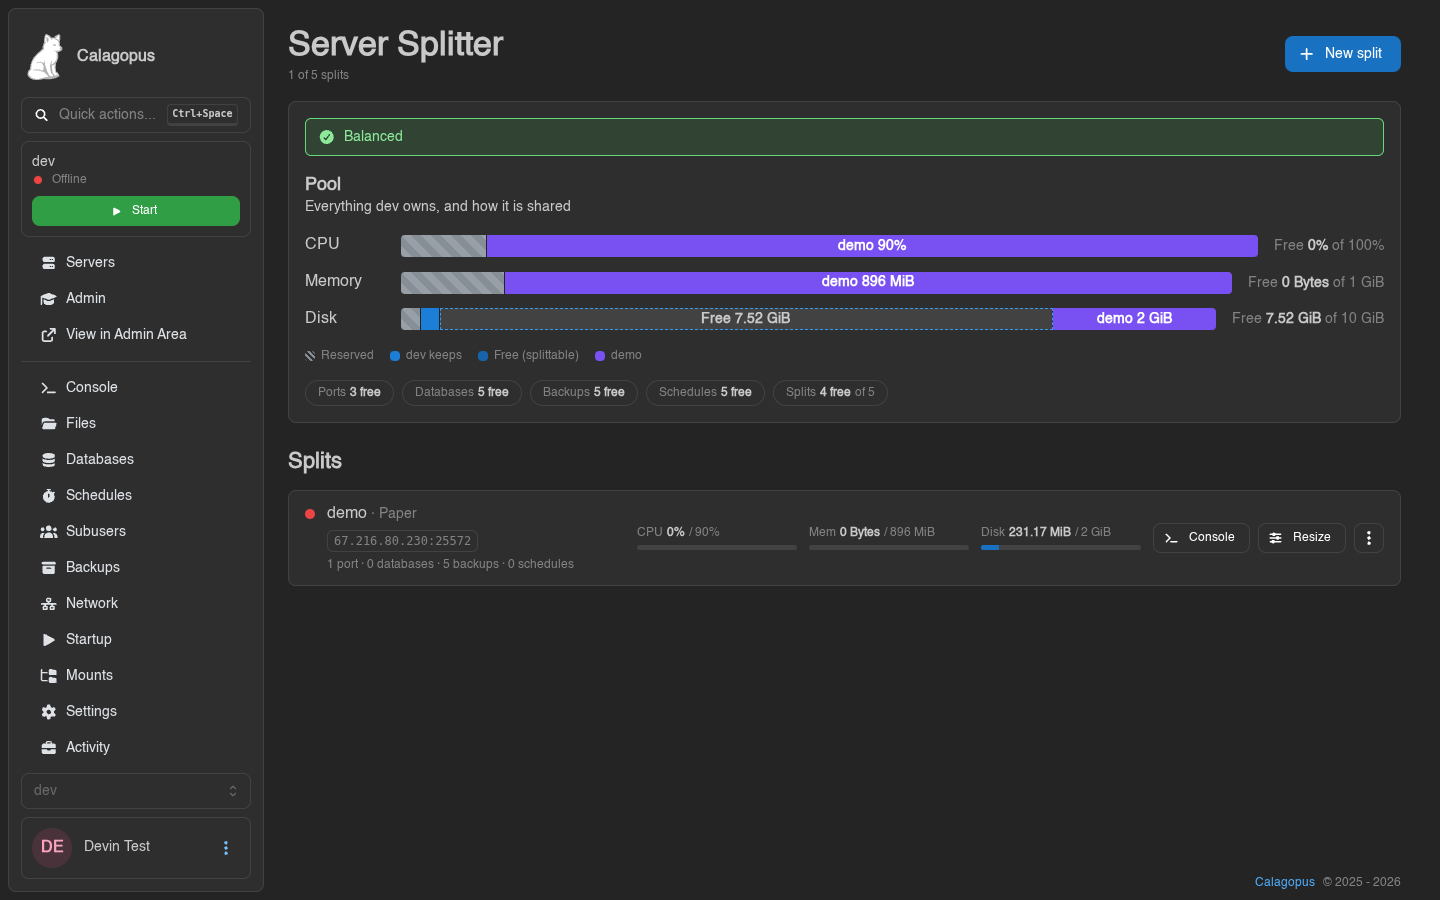 Calagopus
Quick actions... Ctrl+Space
dev
Offline
Start
Servers
Admin
View in Admin Area
Console
Files
Databases
Schedules
Subusers
Backups
Network
Startup
Mounts
Settings
Activity
dev
DE Devin Test
Server Splitter
1 of 5 splits
New split
Balanced
Pool
Everything dev owns, and how it is shared
CPU demo 90% Free 0% of 100%
Memory demo 896 MiB Free 0 Bytes of 1 GiB
Disk Free 7.52 GiB demo 2 GiB Free 7.52 GiB of 10 GiB
Reserved dev keeps Free (splittable) demo
Ports 3 free Databases 5 free Backups 5 free Schedules 5 free Splits 4 free of 5
Splits
demo · Paper
67.216.80.230:25572
1 port · 0 databases · 5 backups · 0 schedules
CPU 0% / 90% Mem 0 Bytes / 896 MiB Disk 231.17 MiB / 2 GiB Console Resize
Calagopus © 2025 - 2026